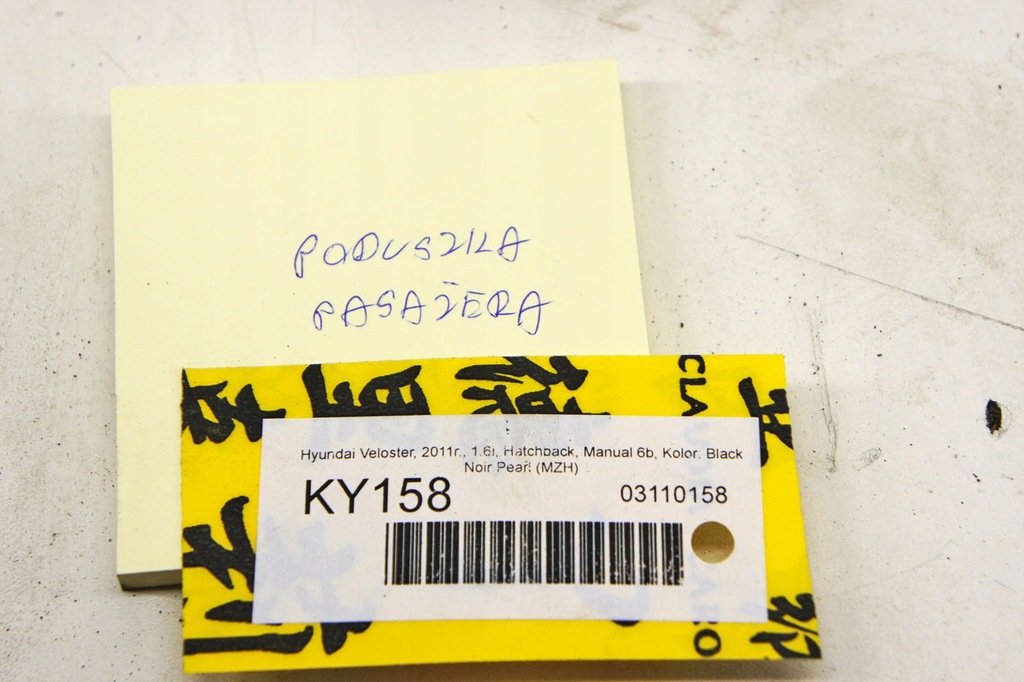 PODUSZKA
PASAŻERA
Hyundai Veloster, 2011r., 1.6i, Hatchback, Manual 6b, Kolor: Black
Noir Pearl (MZH)
KY158
03110158